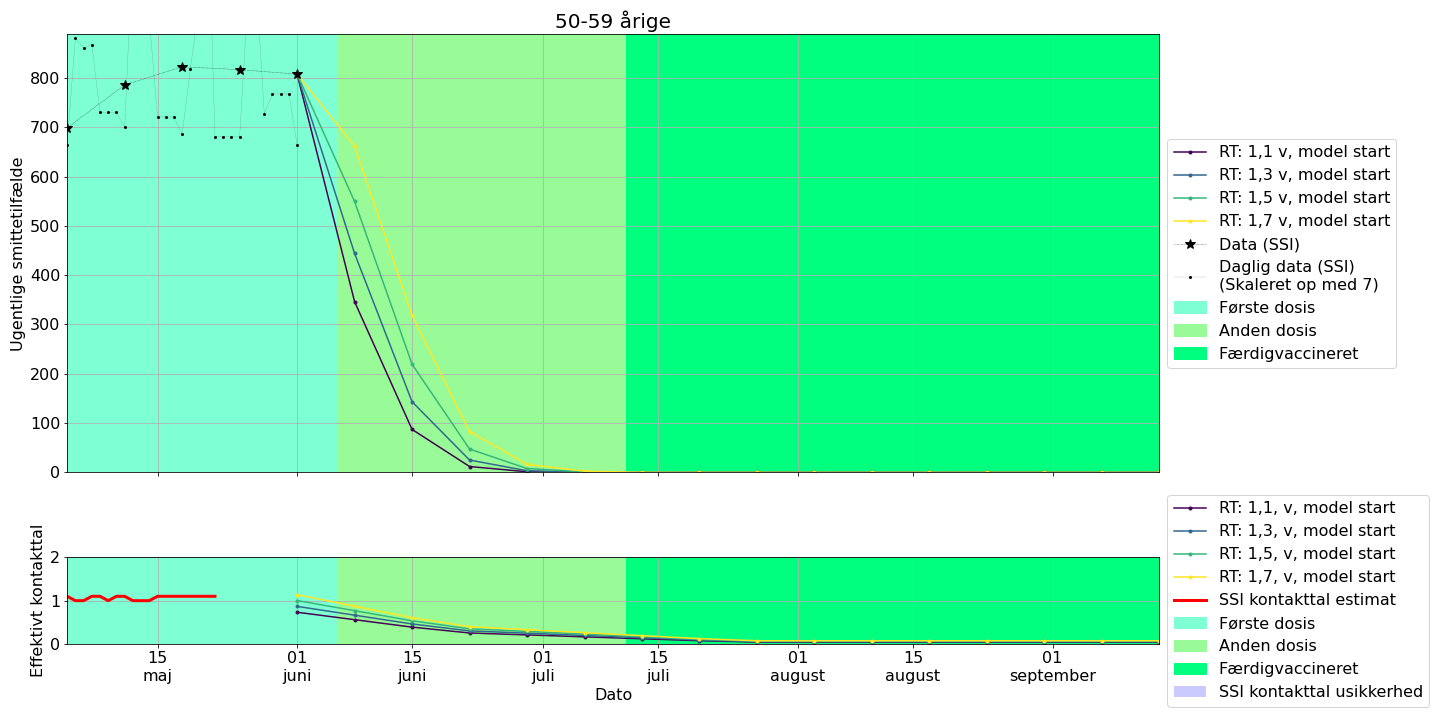 50-59 årige
Ugentlige smittetilfælde
800
700
600
500
400
300
200
100
0
RT: 1,1 v, model start
RT: 1,3 v, model start
RT: 1,5 v, model start
RT: 1,7 v, model start
Data (SSI)
Daglig data (SSI)
(Skaleret op med 7)
Første dosis
Anden dosis
Færdigvaccineret
Effektivt kontakttal
2
1
0
15 01 15 01 15 01 15 01
maj juni juni juli juli august august september
Dato
RT: 1,1, v, model start
RT: 1,3, v, model start
RT: 1,5, v, model start
RT: 1,7, v, model start
SSI kontakttal estimat
Første dosis
Anden dosis
Færdigvaccineret
SSI kontakttal usikkerhed